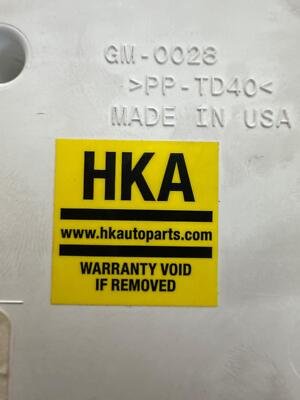 GM-0028
>PP-TD40<
MADE IN USA
HKA
www.hkautoparts.com
WARRANTY VOID
IF REMOVED